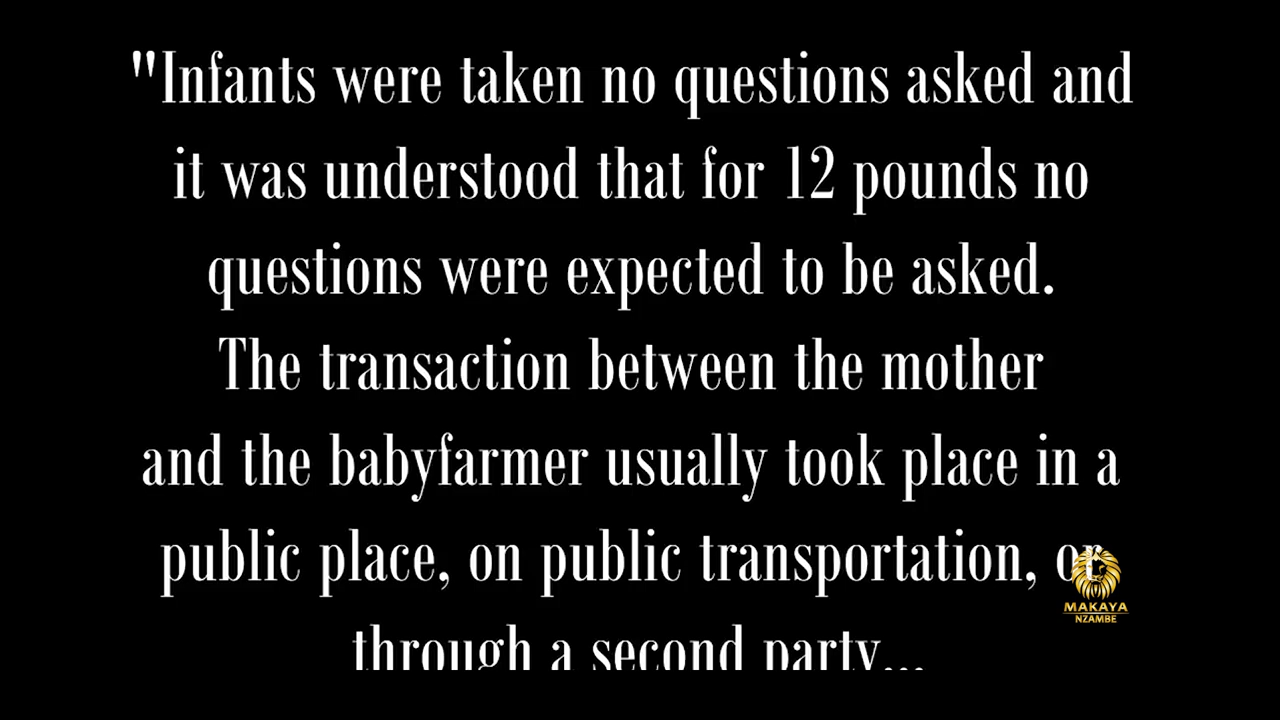 "Infants were taken no questions asked and
it was understood that for 12 pounds no
questions were expected to be asked.
The transaction between the mother
and the babyfarmer usually took place in a
public place, on public transportation, or
through a second party...
MAKAYA
NZAMBE